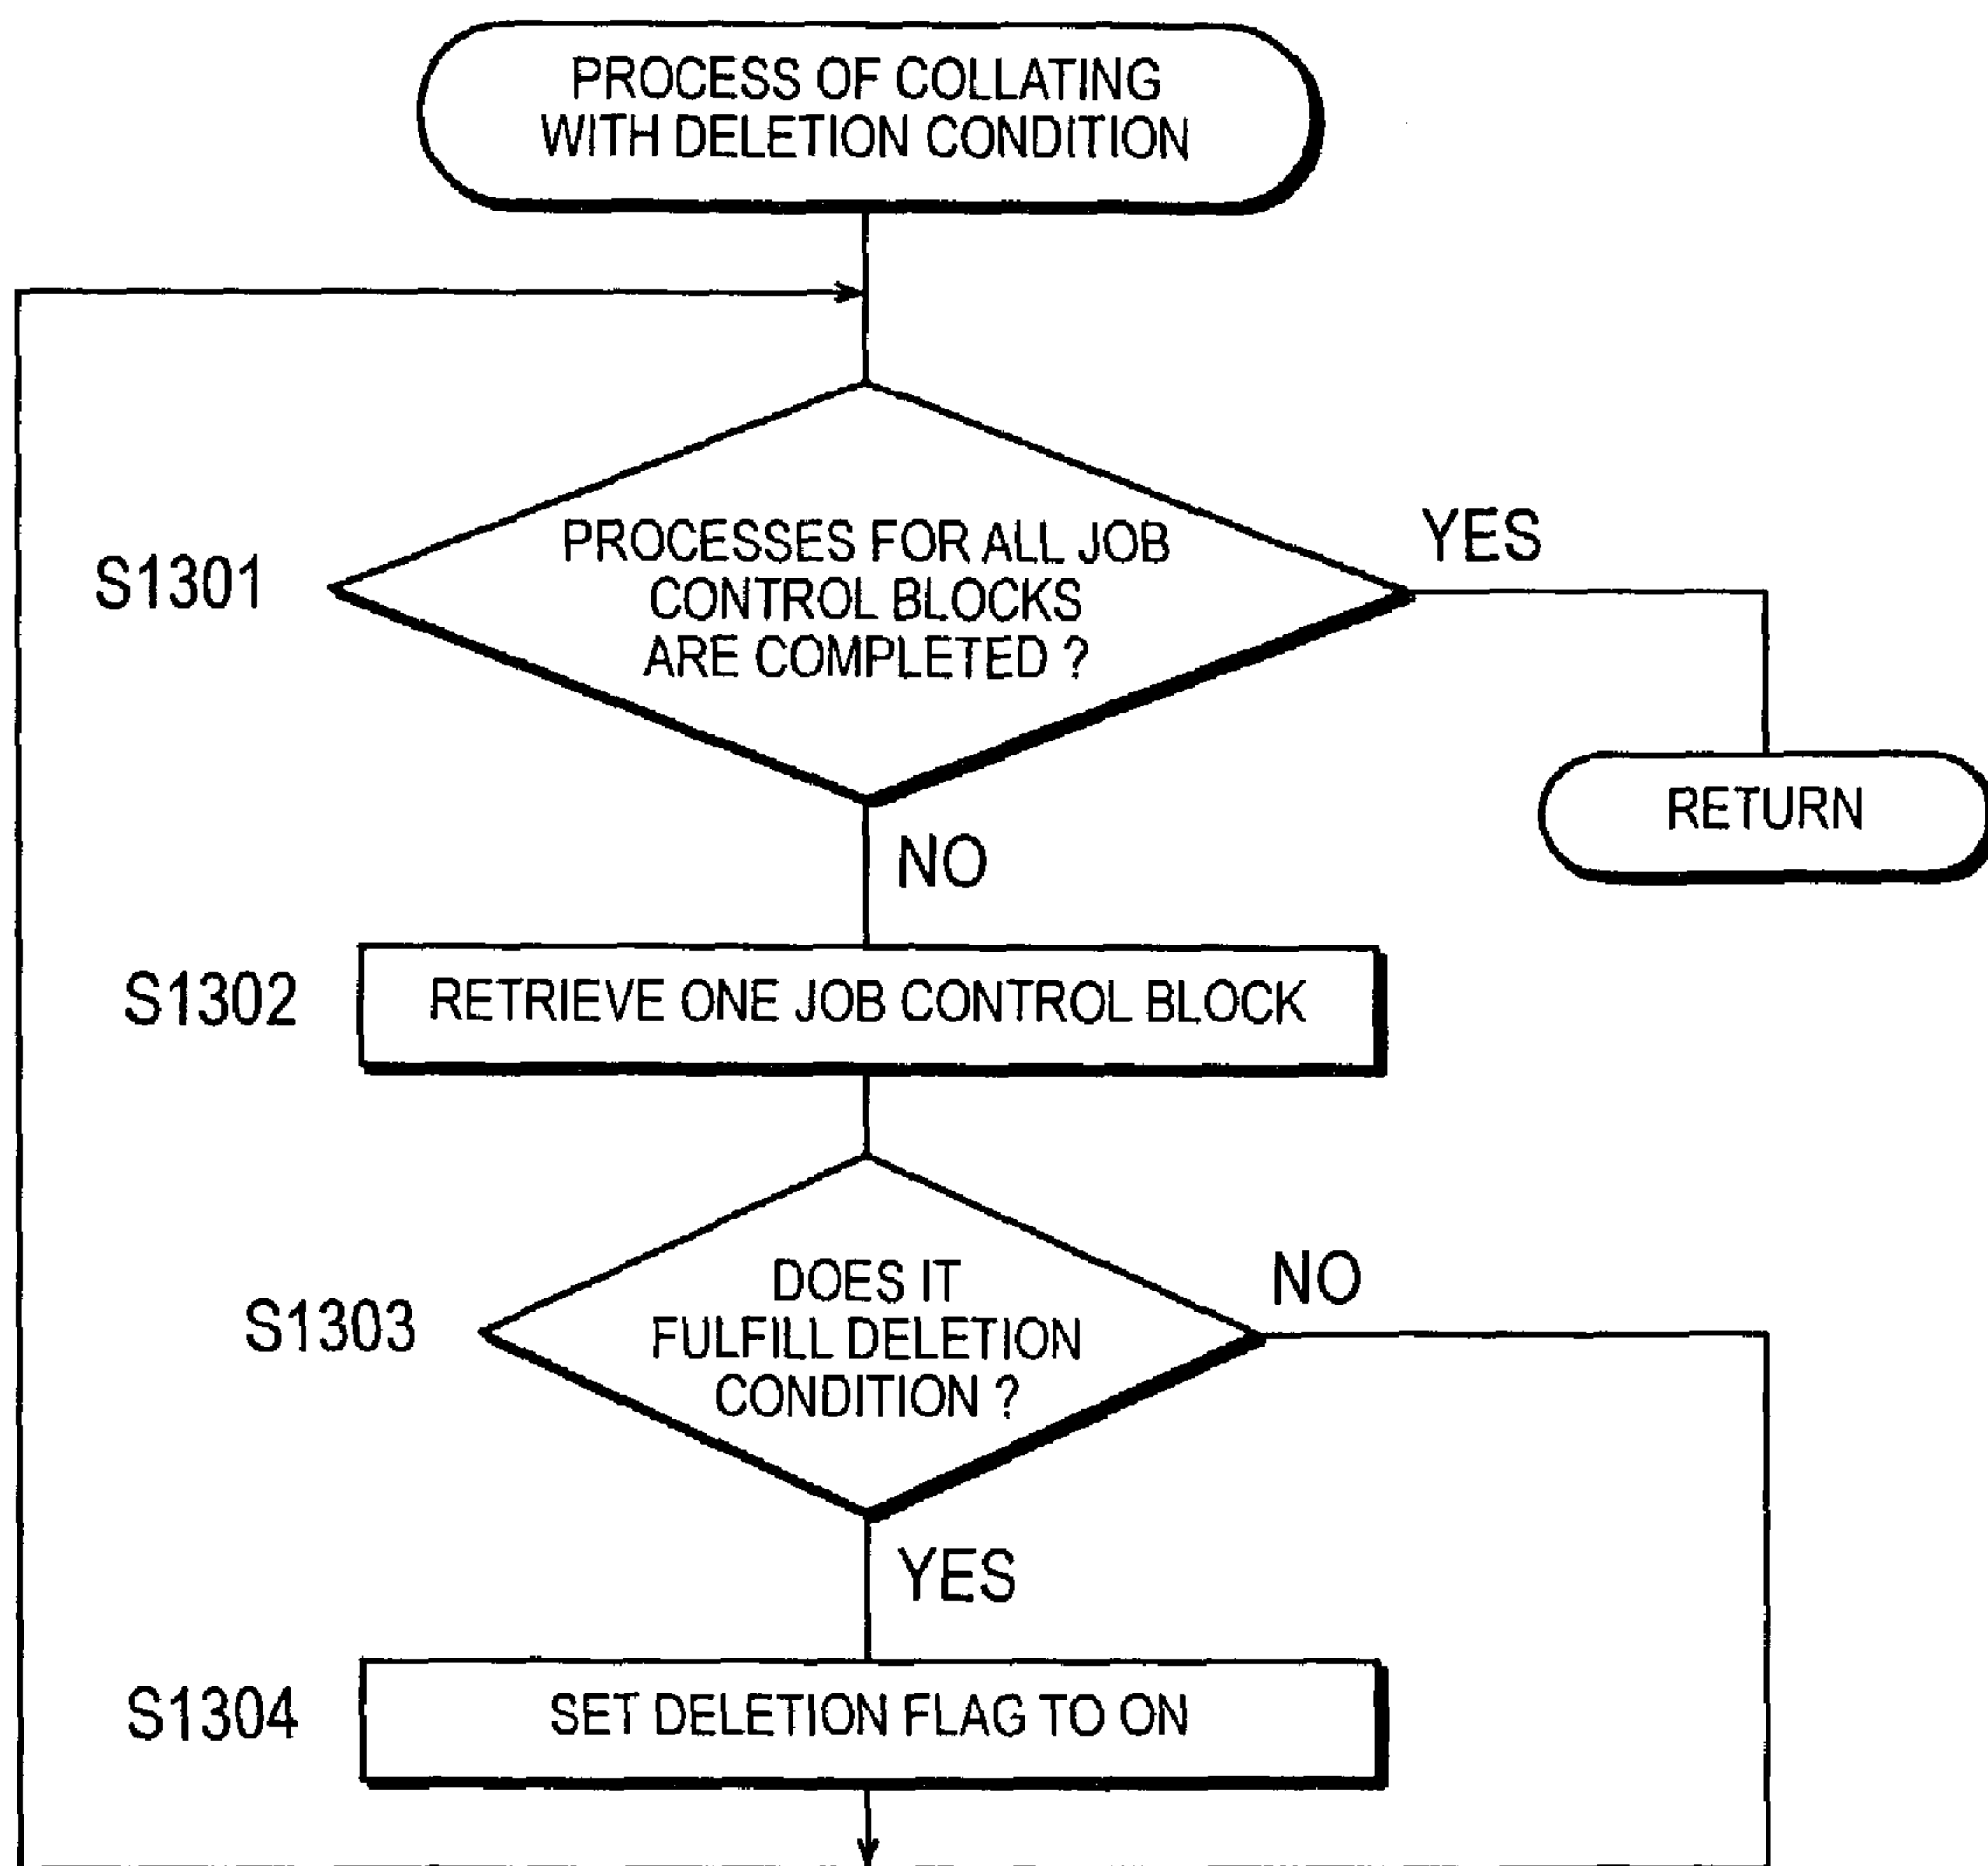 PROCESS OF COLLATING
WITH DELETION CONDITION
S1301
PROCESSES FOR ALL JOB
CONTROL BLOCKS
ARE COMPLETED ?
YES
RETURN
NO
S1302
RETRIEVE ONE JOB CONTROL BLOCK
S1303
DOES IT
FULFILL DELETION
CONDITION ?
NO
YES
S1304
SET DELETION FLAG TO ON